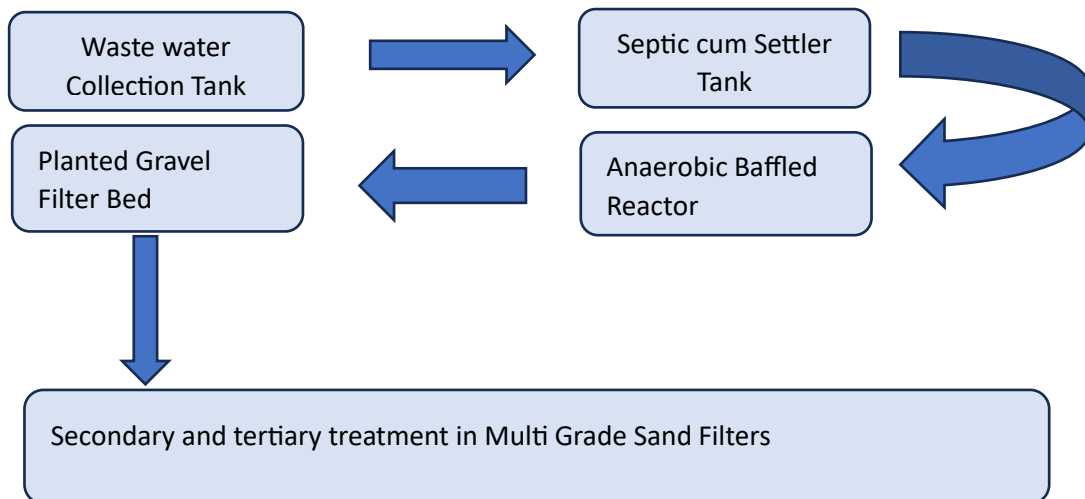 Waste water
Collection Tank
Septic cum Settler
Tank
Anaerobic Baffled
Reactor
Planted Gravel
Filter Bed
Secondary and tertiary treatment in Multi Grade Sand Filters